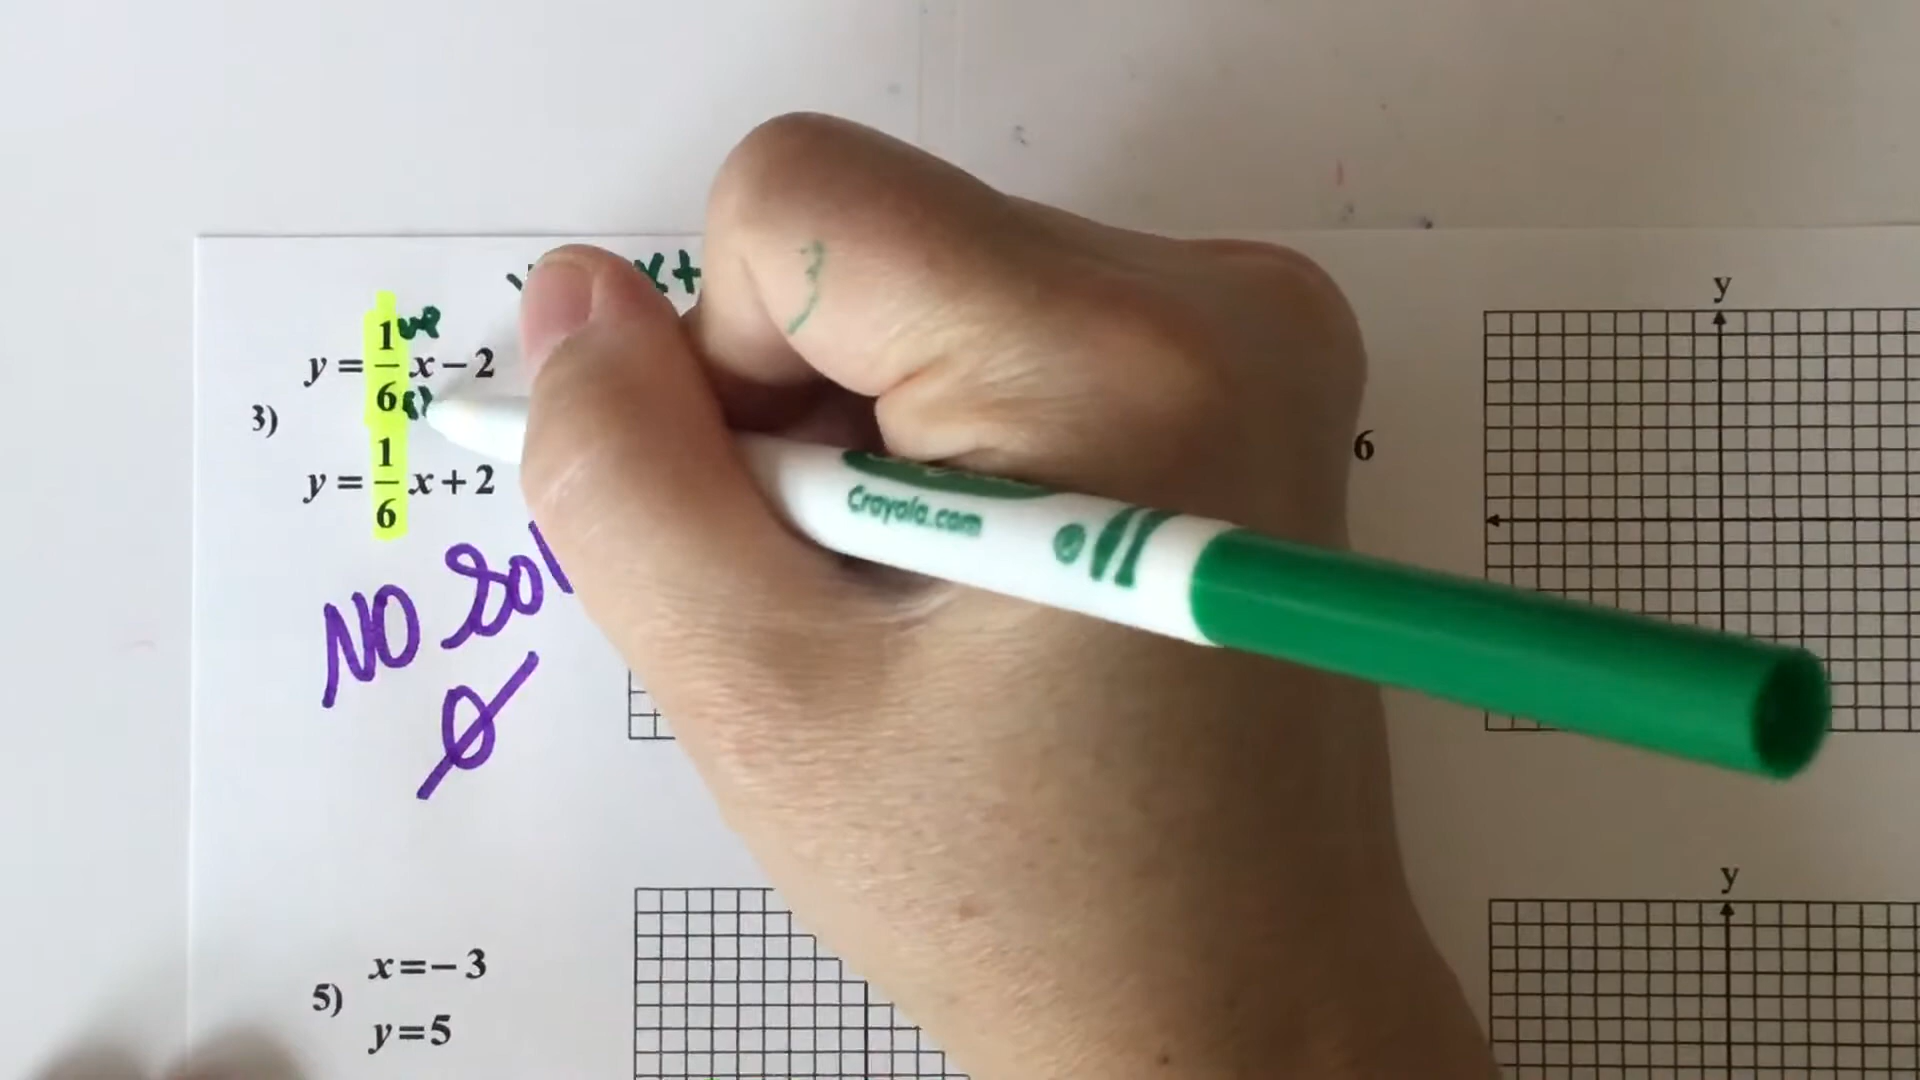 x+
y
1
y = — x − 2
6
3)
1
y = — x + 2
6
6
NO Sol
∅
Crayola.com
x = − 3
5)
y = 5
y